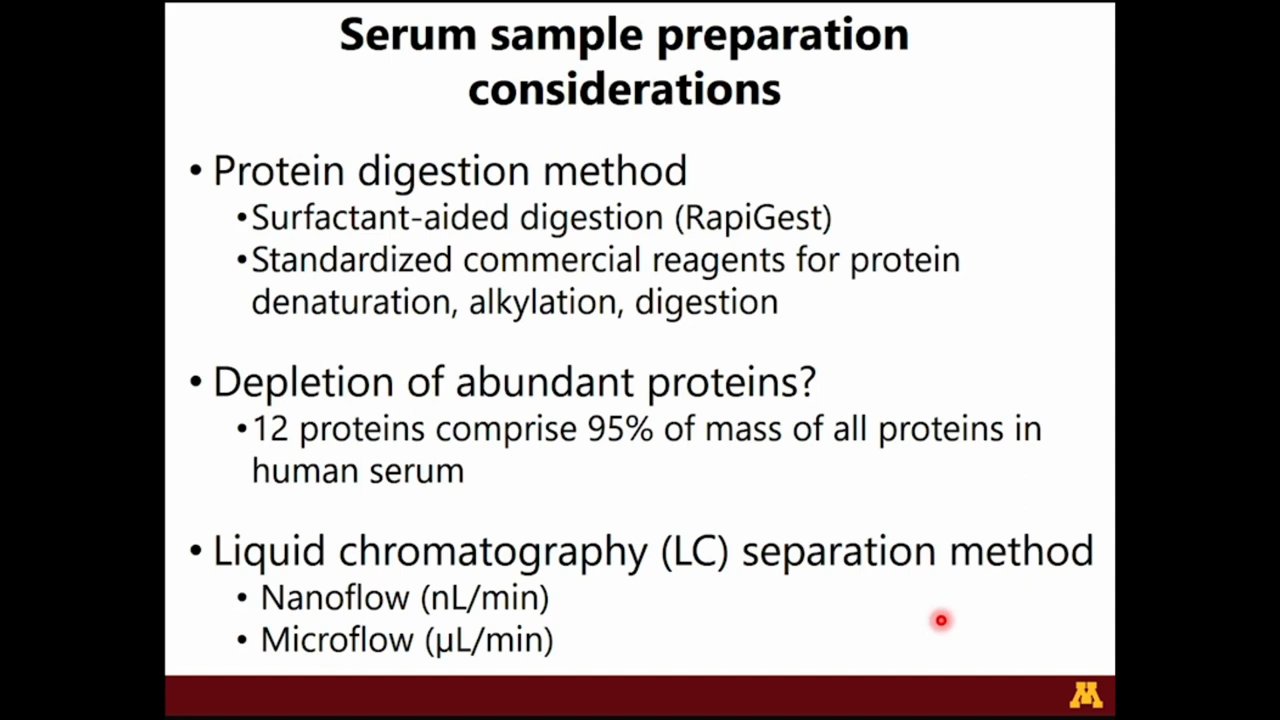 Serum sample preparation
considerations
• Protein digestion method
•Surfactant-aided digestion (RapiGest)
•Standardized commercial reagents for protein
denaturation, alkylation, digestion
• Depletion of abundant proteins?
•12 proteins comprise 95% of mass of all proteins in
human serum
• Liquid chromatography (LC) separation method
• Nanoflow (nL/min)
• Microflow (µL/min)
M